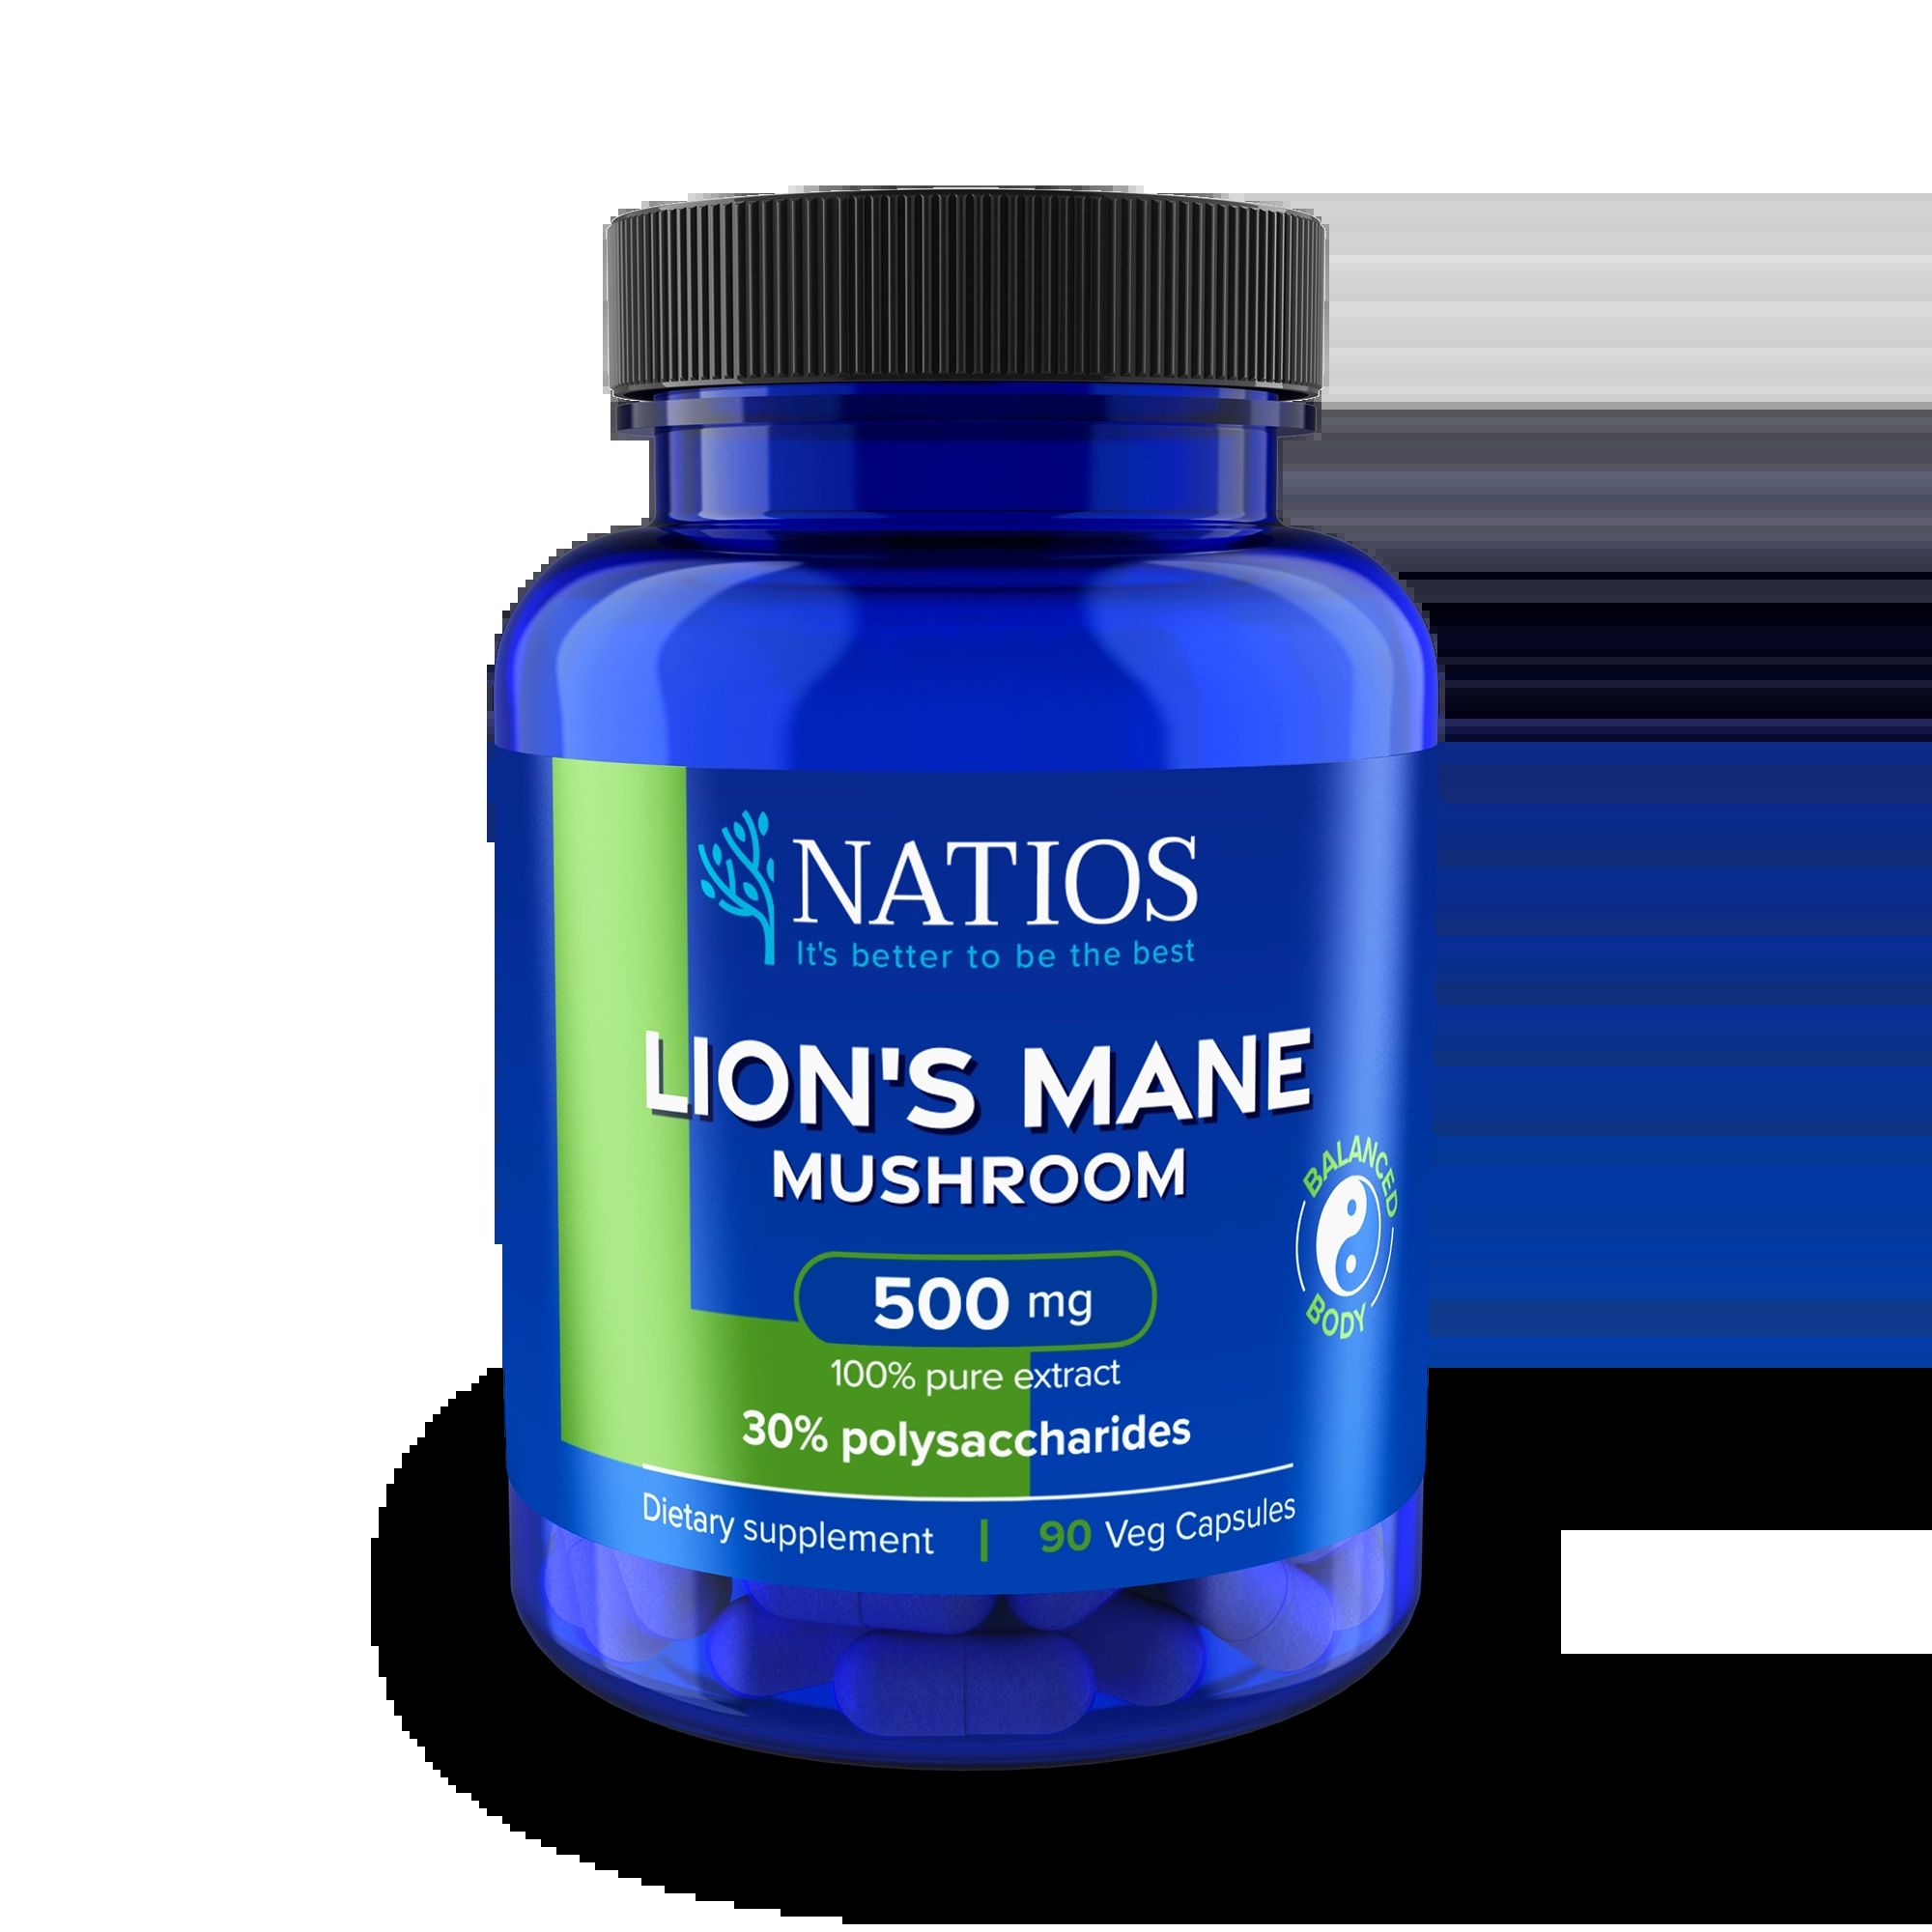 NATIOS
It's better to be the best
LION'S MANE
MUSHROOM
500 mg
100% pure extract
30% polysaccharides
Dietary supplement | 90 Veg Capsules
BALANCED
BODY